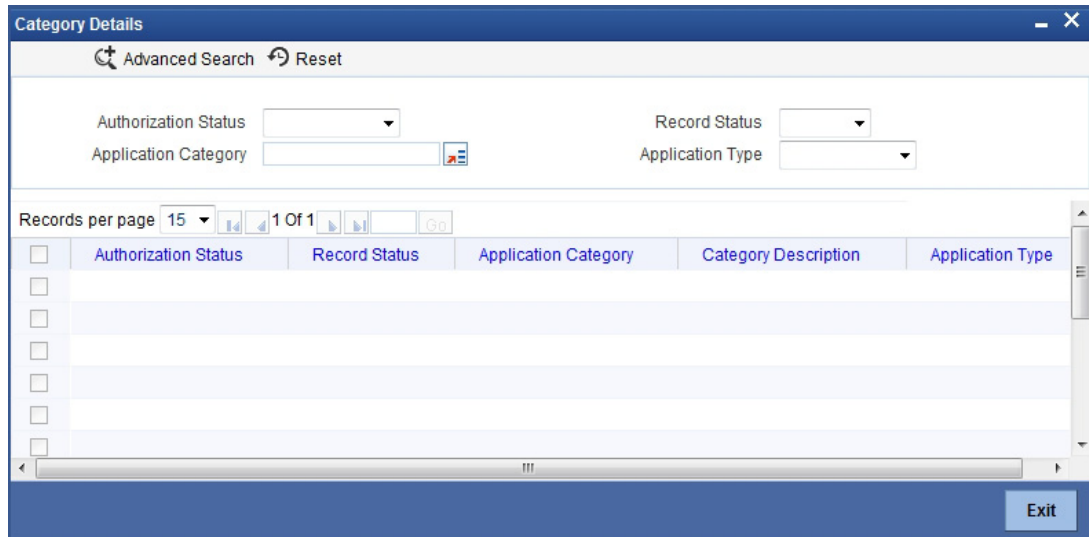 Category Details
Advanced Search Reset
Authorization Status Record Status
Application Category Application Type
Records per page 15 1 Of 1 Go
Authorization Status Record Status Application Category Category Description Application Type
Exit